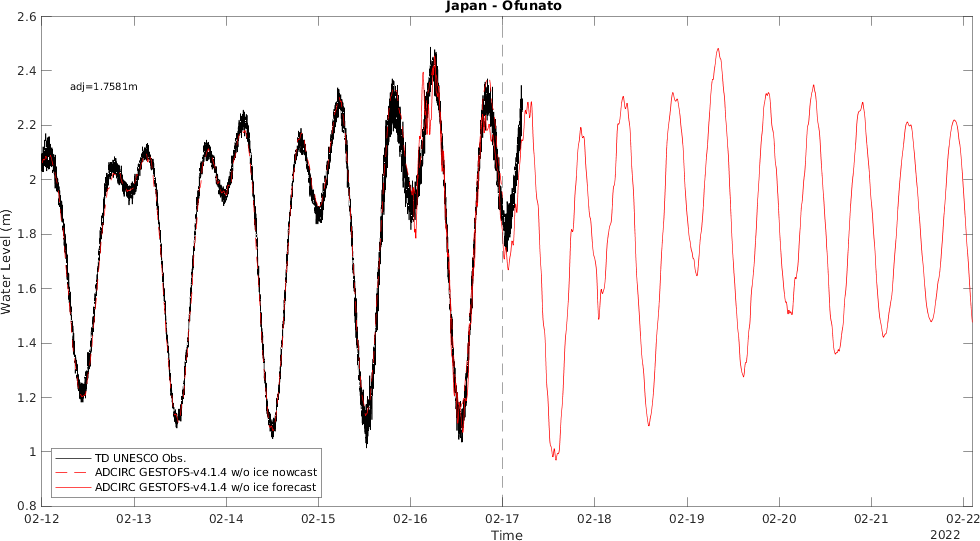 Japan - Ofunato
2.6
2.4
2.2
2
1.8
1.6
1.4
1.2
1
0.8
Water Level (m)
adj=1.7581m
TD UNESCO Obs.
ADCIRC GESTOFS-v4.1.4 w/o ice nowcast
ADCIRC GESTOFS-v4.1.4 w/o ice forecast
02-12 02-13 02-14 02-15 02-16 02-17 02-18 02-19 02-20 02-21 02-22
Time
2022